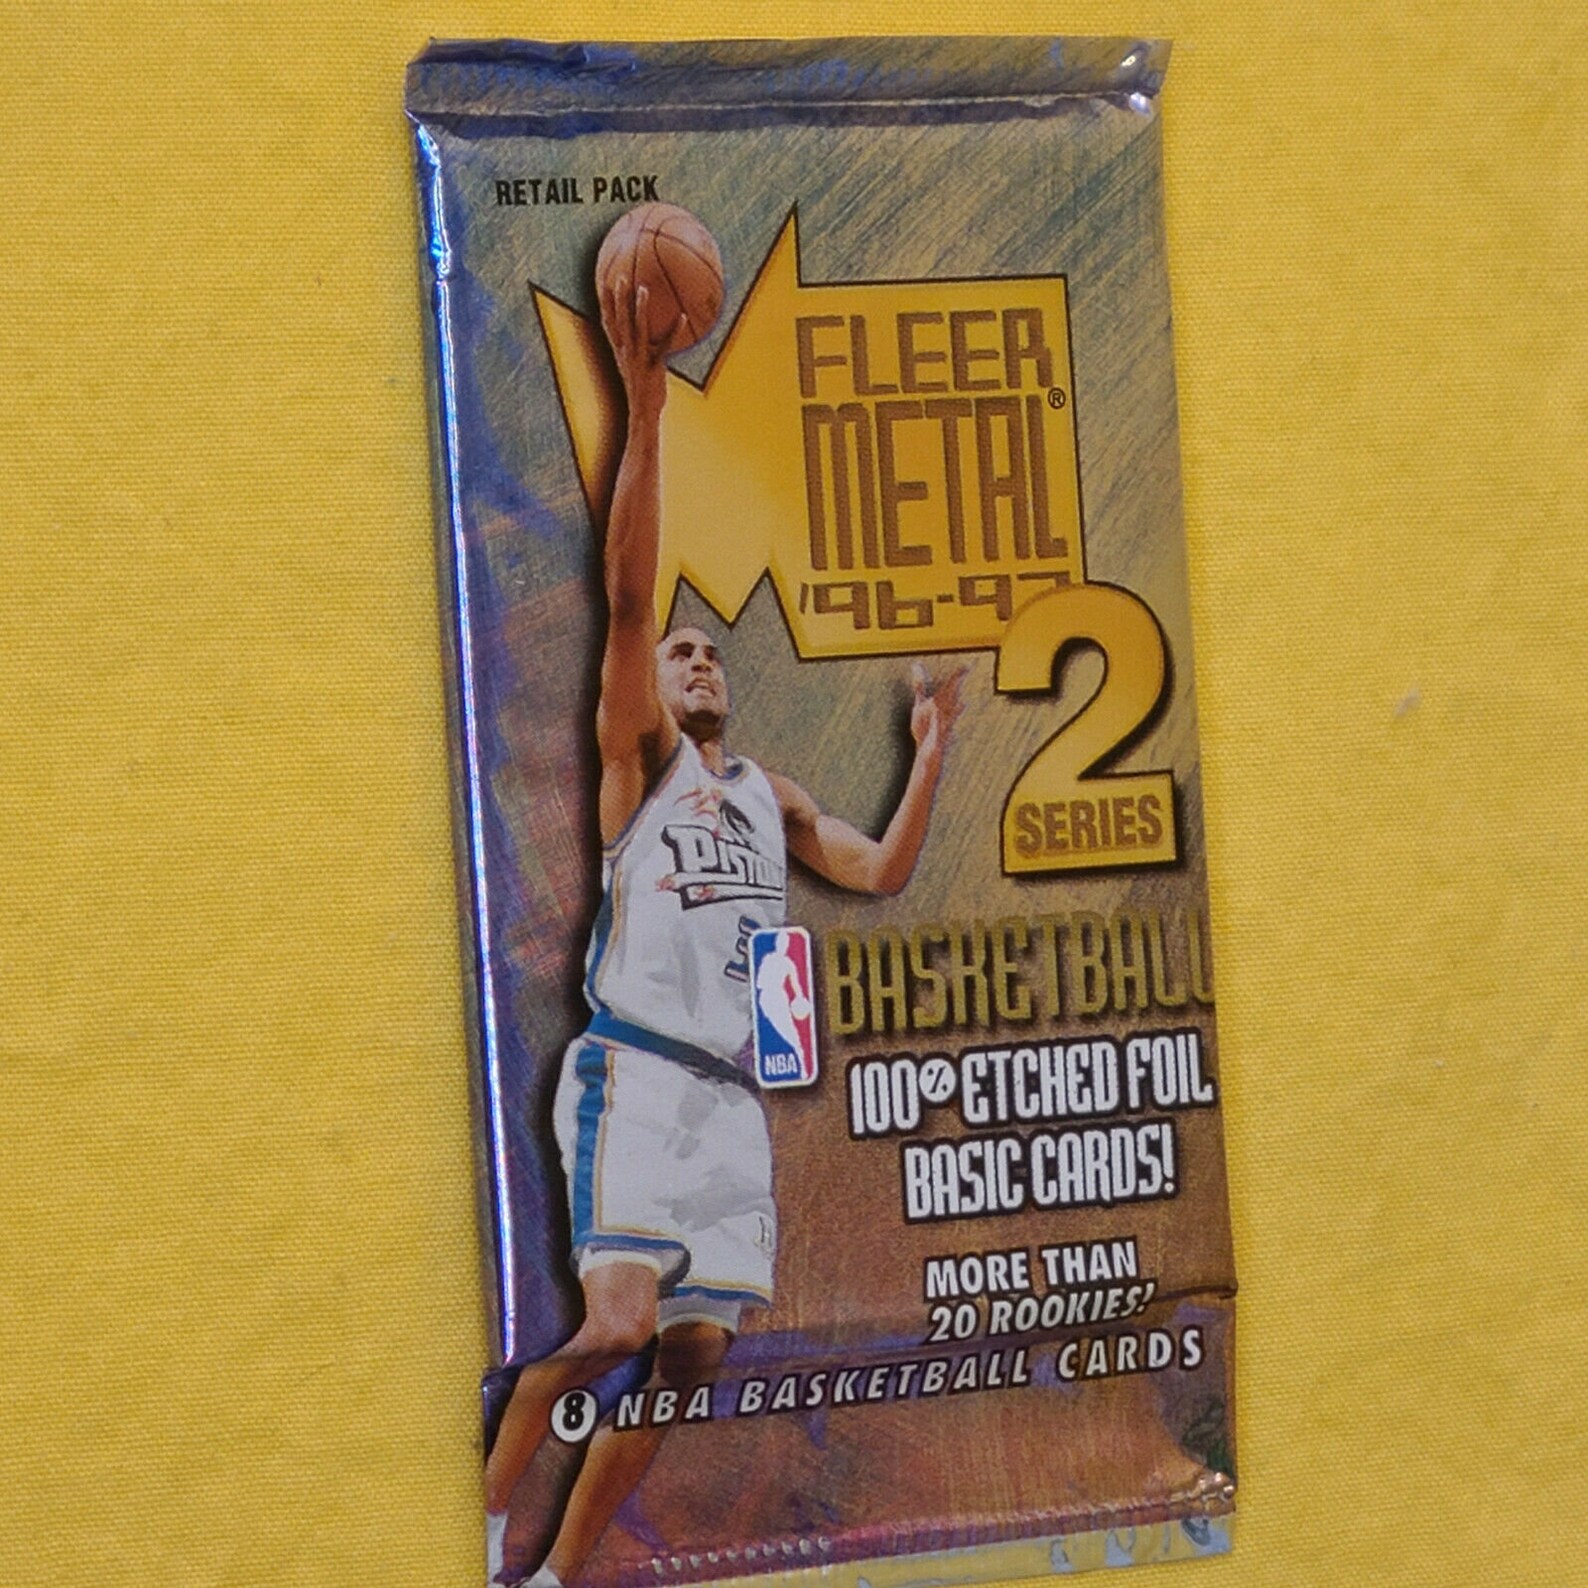 RETAIL PACK
FLEER
METAL®
'96-97
2
SERIES
PISTONS
NBA
BASKETBALL
100% ETCHED FOIL
BASIC CARDS!
MORE THAN
20 ROOKIES!
8 NBA BASKETBALL CARDS